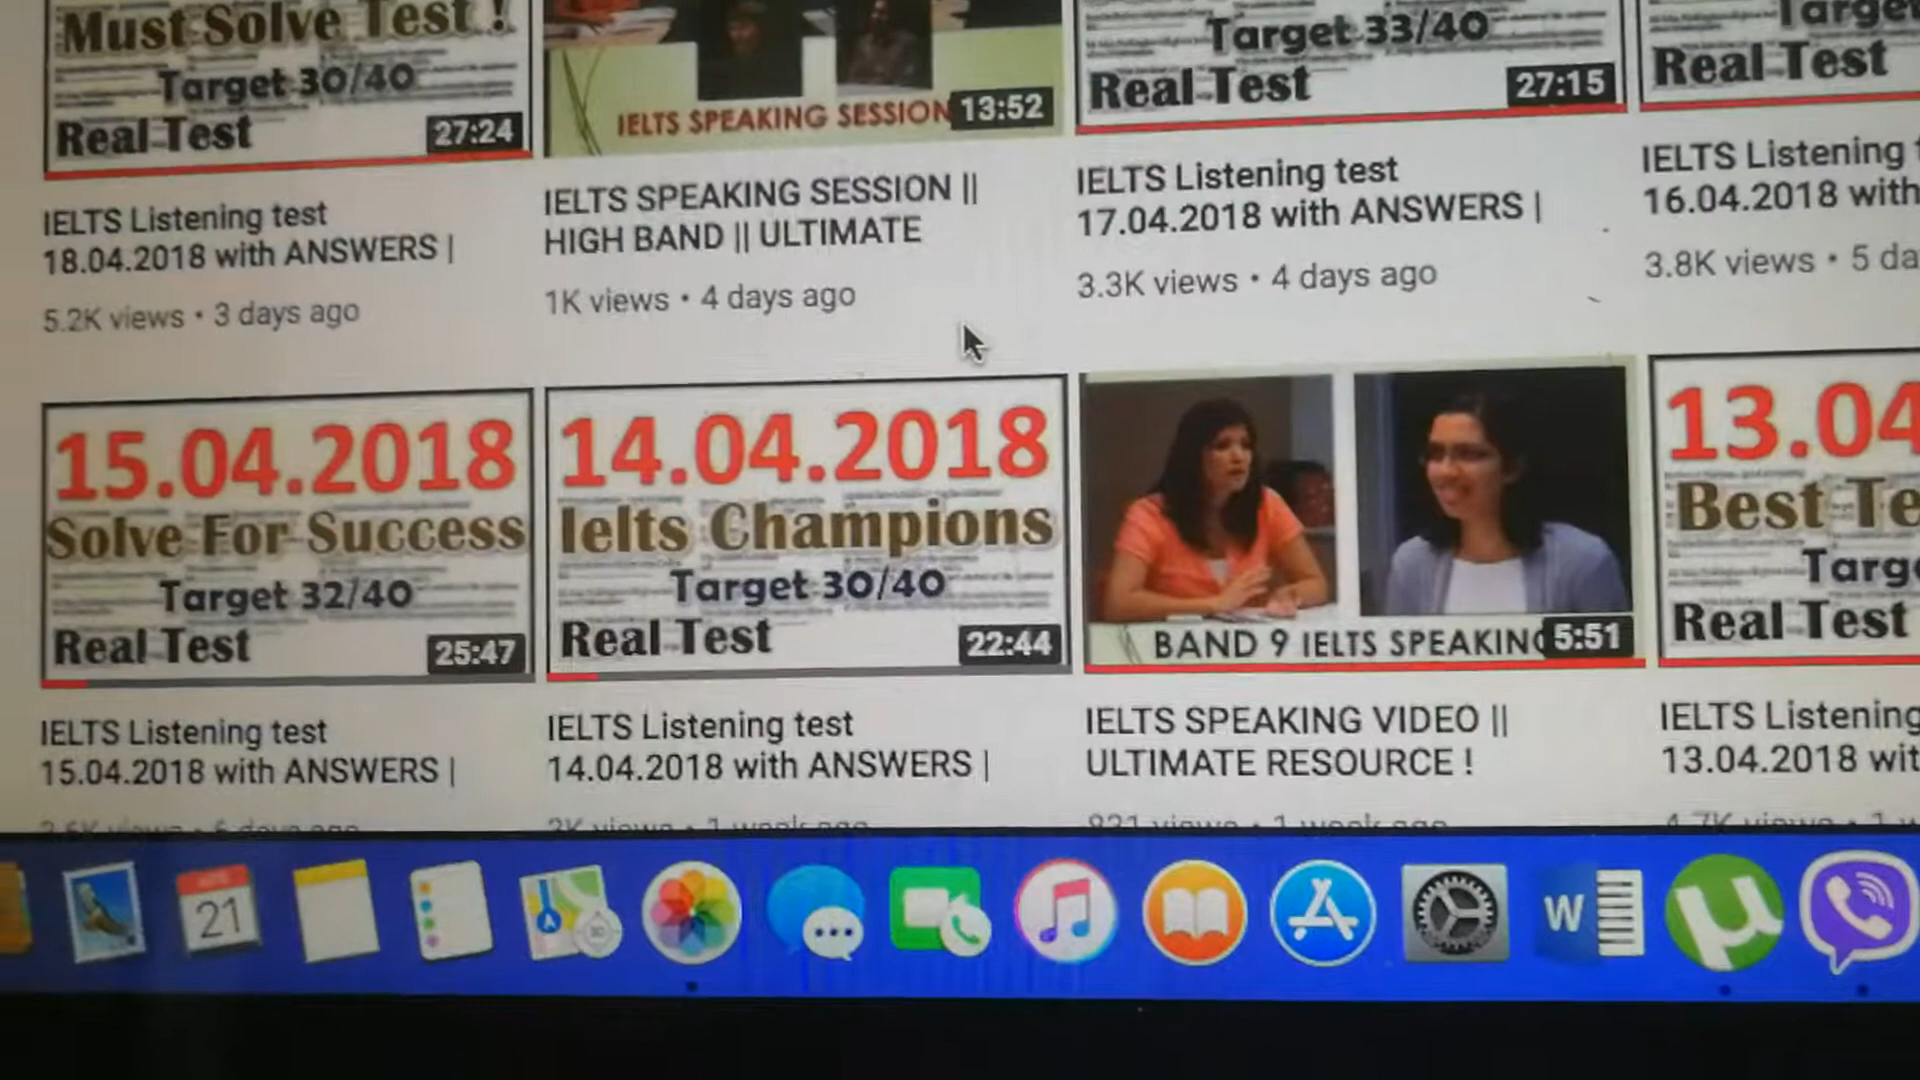 Must Solve Test !
Target 30/40
Real Test
27:24
IELTS SPEAKING SESSION
13:52
Target 33/40
Real Test
27:15
Real Test
IELTS Listening test
18.04.2018 with ANSWERS |
5.2K views • 3 days ago
IELTS SPEAKING SESSION ||
HIGH BAND || ULTIMATE
1K views • 4 days ago
IELTS Listening test
17.04.2018 with ANSWERS |
3.3K views • 4 days ago
IELTS Listening
16.04.2018 with
3.8K views • 5 da
15.04.2018
Solve For Success
Target 32/40
Real Test
25:47
14.04.2018
Ielts Champions
Target 30/40
Real Test
22:44
BAND 9 IELTS SPEAKING
5:51
13.04
Best Te
Targ
Real Test
IELTS Listening test
15.04.2018 with ANSWERS |
IELTS Listening test
14.04.2018 with ANSWERS |
IELTS SPEAKING VIDEO ||
ULTIMATE RESOURCE !
IELTS Listening
13.04.2018 wit
21
W